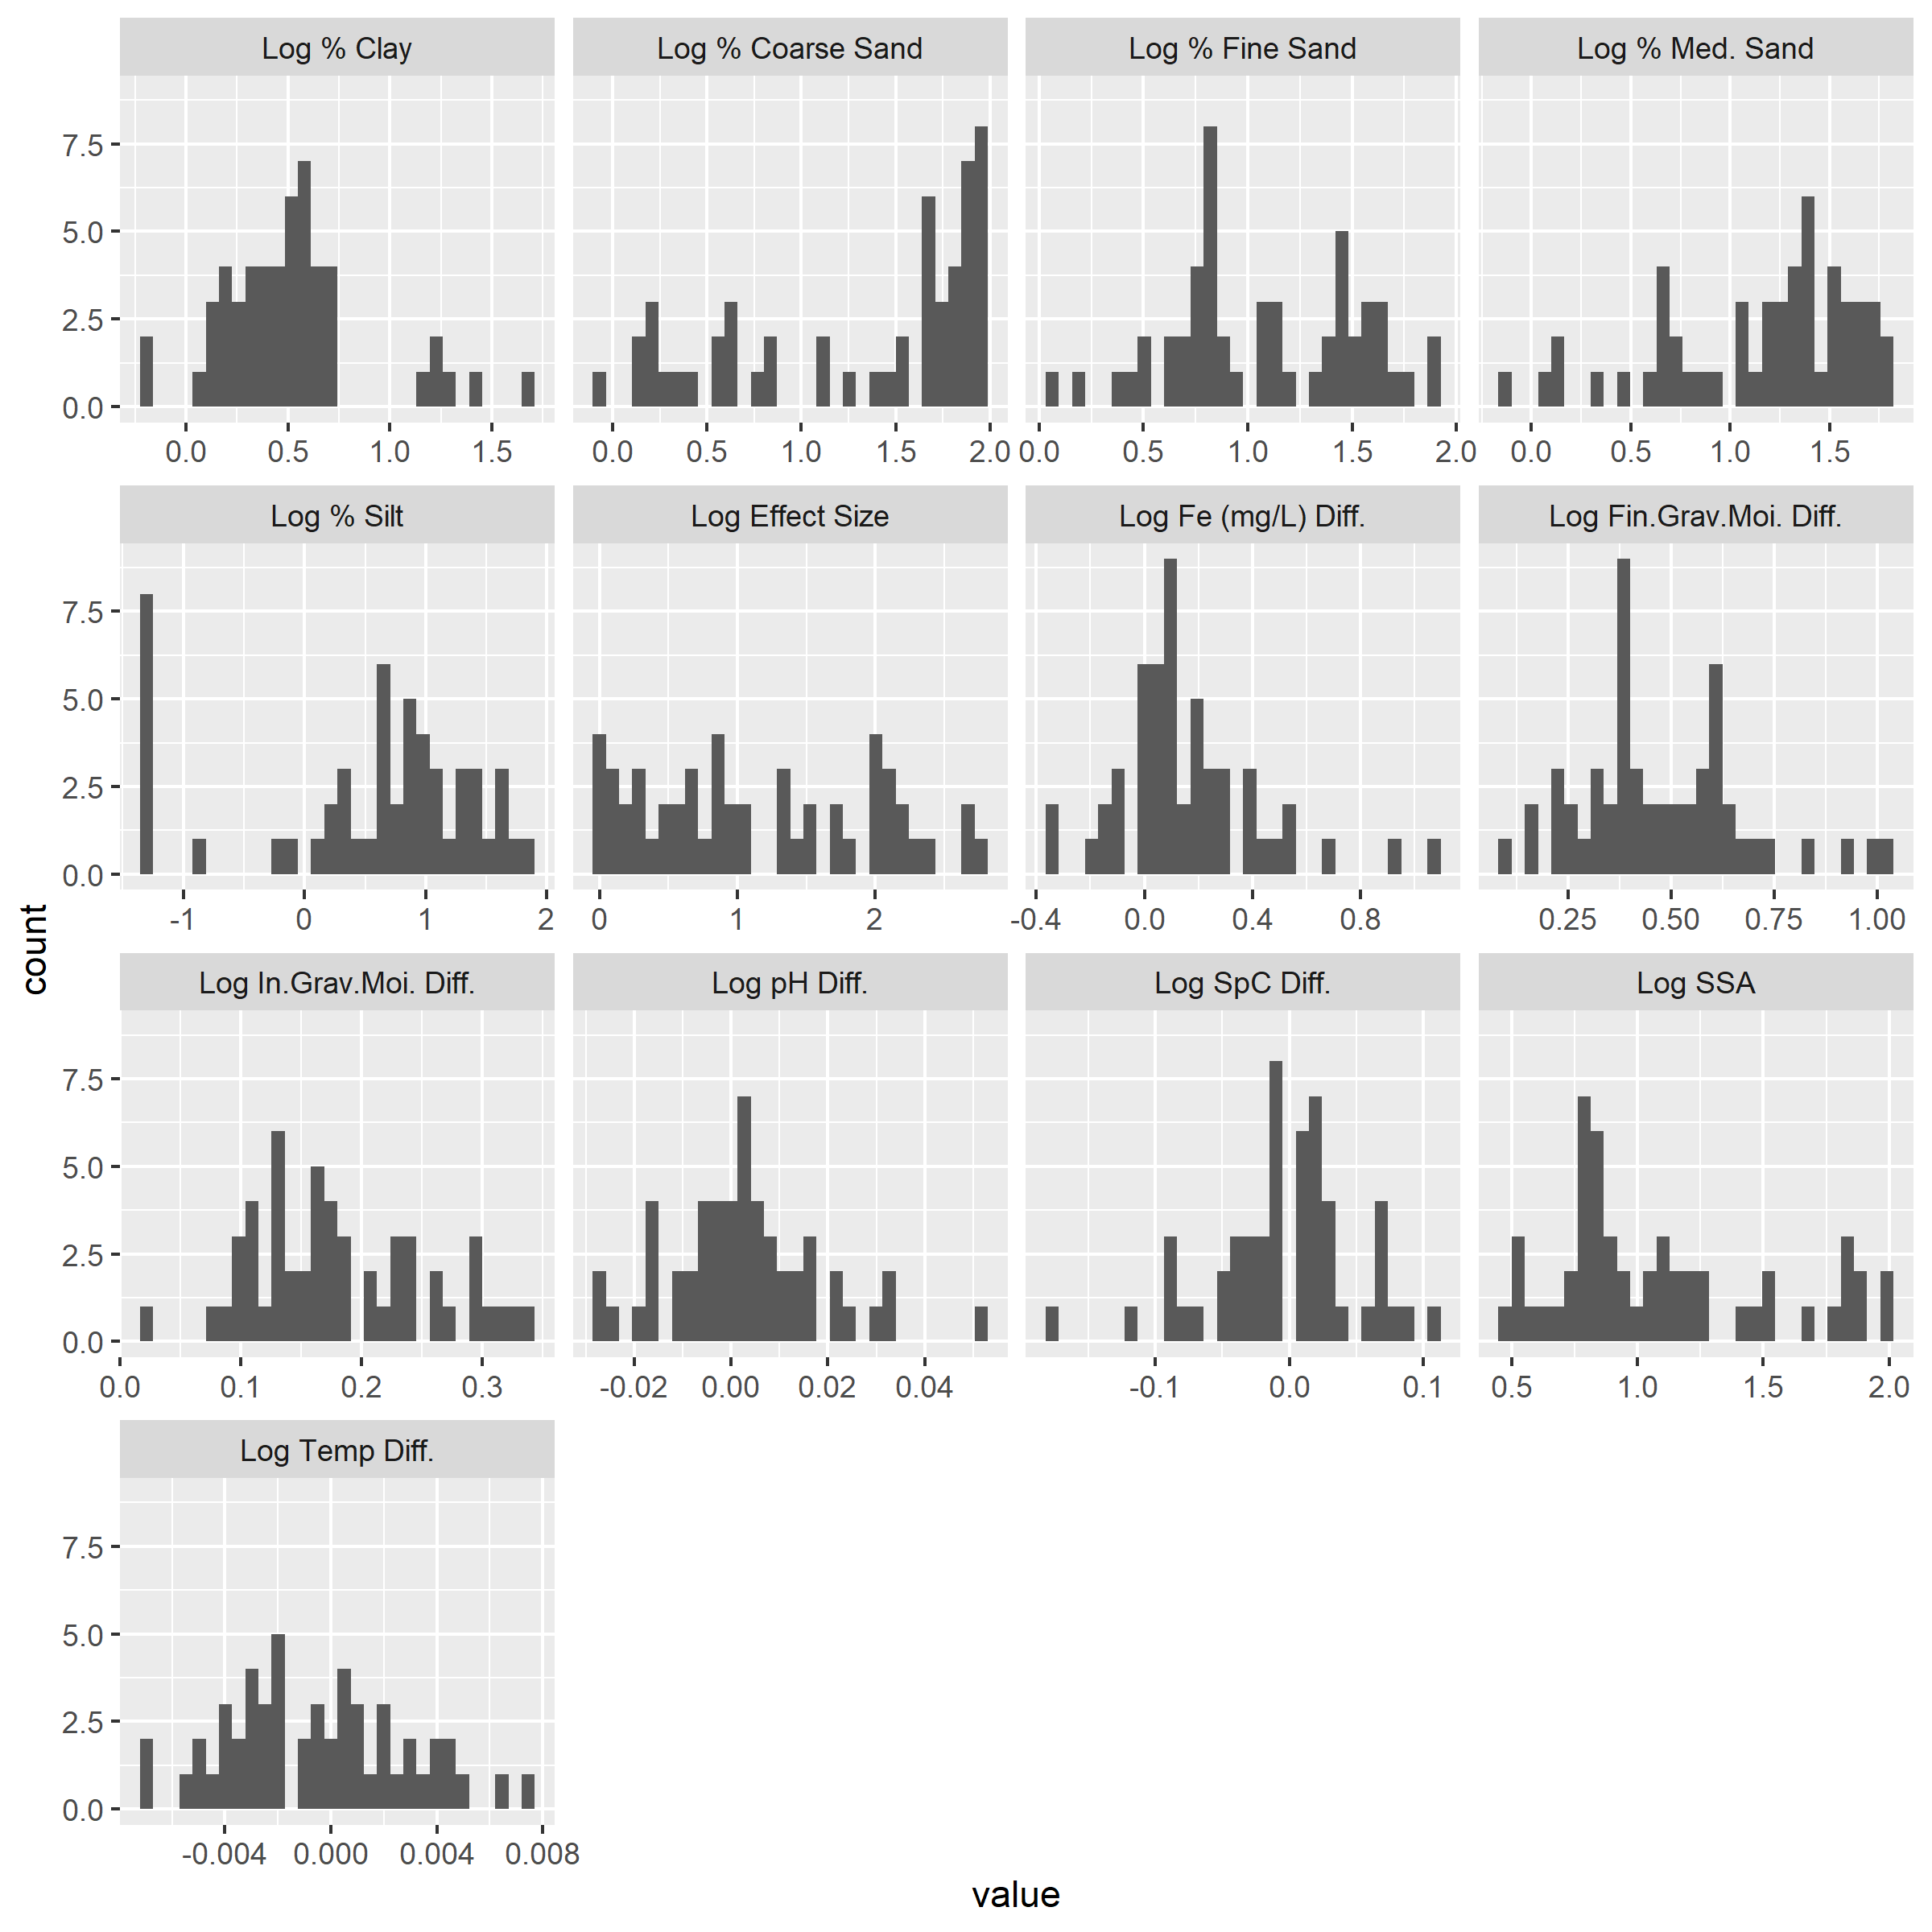 Log % Clay Log % Coarse Sand Log % Fine Sand Log % Med. Sand
7.5
5.0
2.5
0.0
0.0 0.5 1.0 1.5 0.0 0.5 1.0 1.5 2.0 0.0 0.5 1.0 1.5 2.0 0.0 0.5 1.0 1.5
Log % Silt Log Effect Size Log Fe (mg/L) Diff. Log Fin.Grav.Moi. Diff.
7.5
5.0
2.5
0.0
-1 0 1 2 0 1 2 -0.4 0.0 0.4 0.8 0.25 0.50 0.75 1.00
count
Log In.Grav.Moi. Diff. Log pH Diff. Log SpC Diff. Log SSA
7.5
5.0
2.5
0.0
0.0 0.1 0.2 0.3 -0.02 0.00 0.02 0.04 -0.1 0.0 0.1 0.5 1.0 1.5 2.0
Log Temp Diff.
7.5
5.0
2.5
0.0
-0.004 0.000 0.004 0.008
value